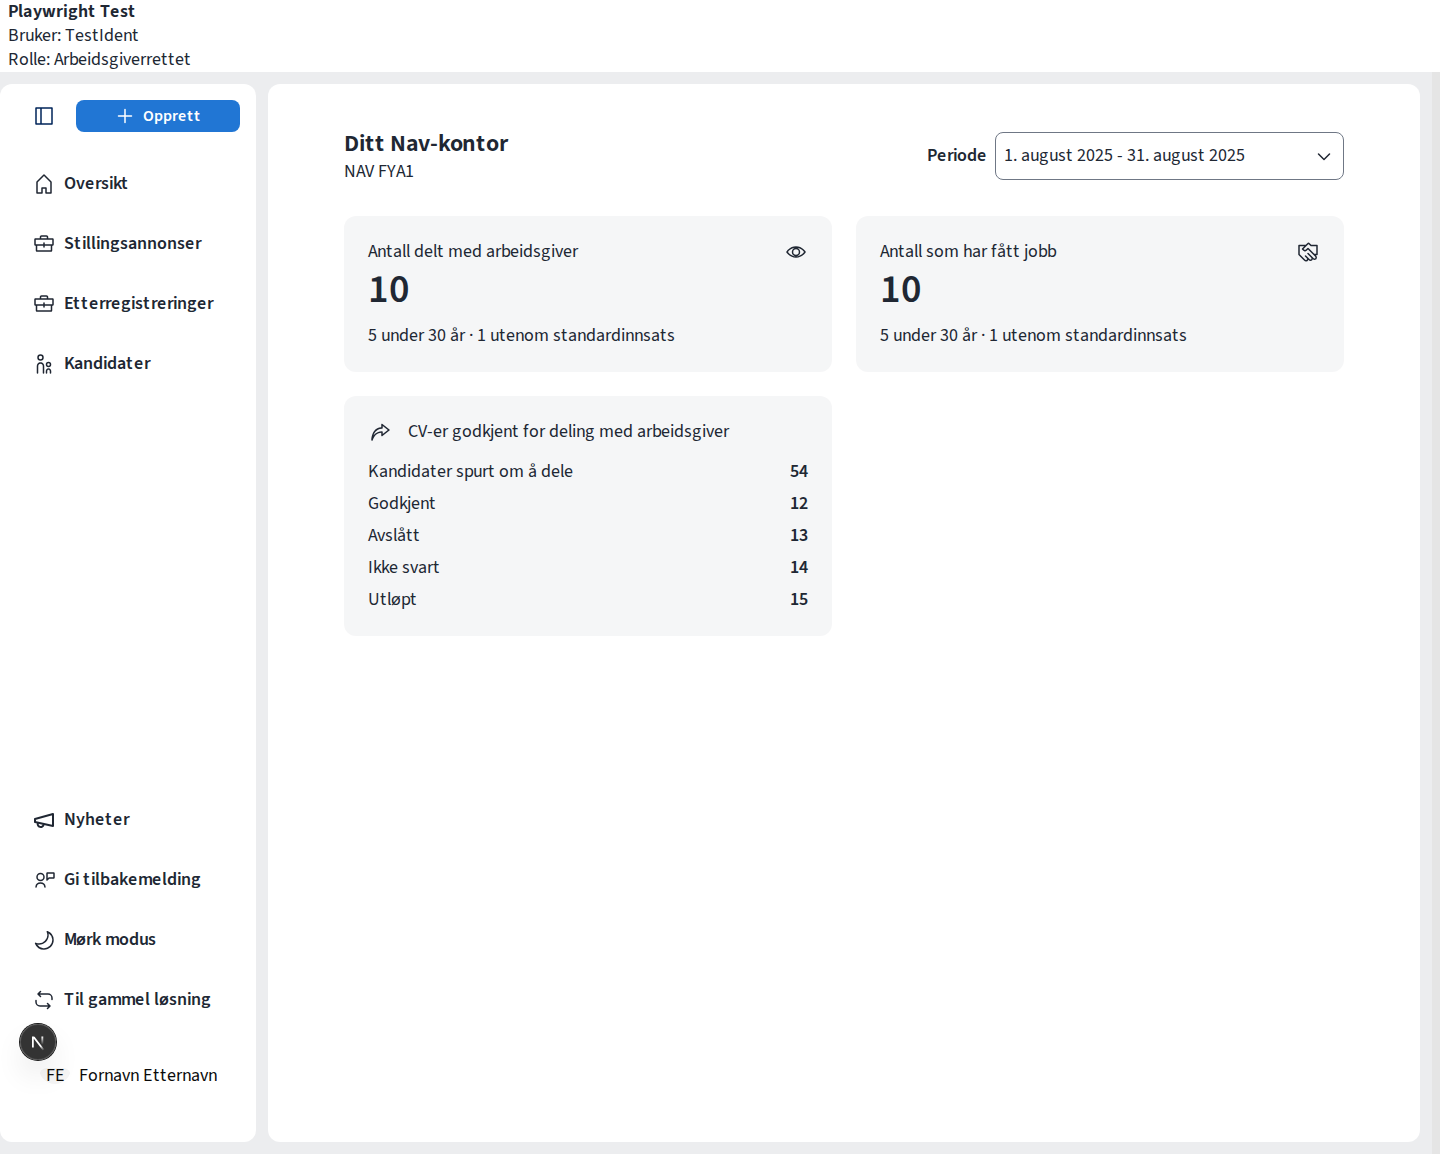 Playwright Test
Bruker: TestIdent
Rolle: Arbeidsgiverrettet
Opprett
Oversikt
Stillingsannonser
Etterregistreringer
Kandidater
Nyheter
Gi tilbakemelding
Mørk modus
Til gammel løsning
N
FE Fornavn Etternavn
Ditt Nav-kontor
NAV FYA1
Periode 1. august 2025 - 31. august 2025
Antall delt med arbeidsgiver
10
5 under 30 år · 1 utenom standardinnsats
Antall som har fått jobb
10
5 under 30 år · 1 utenom standardinnsats
CV-er godkjent for deling med arbeidsgiver
Kandidater spurt om å dele 54
Godkjent 12
Avslått 13
Ikke svart 14
Utløpt 15